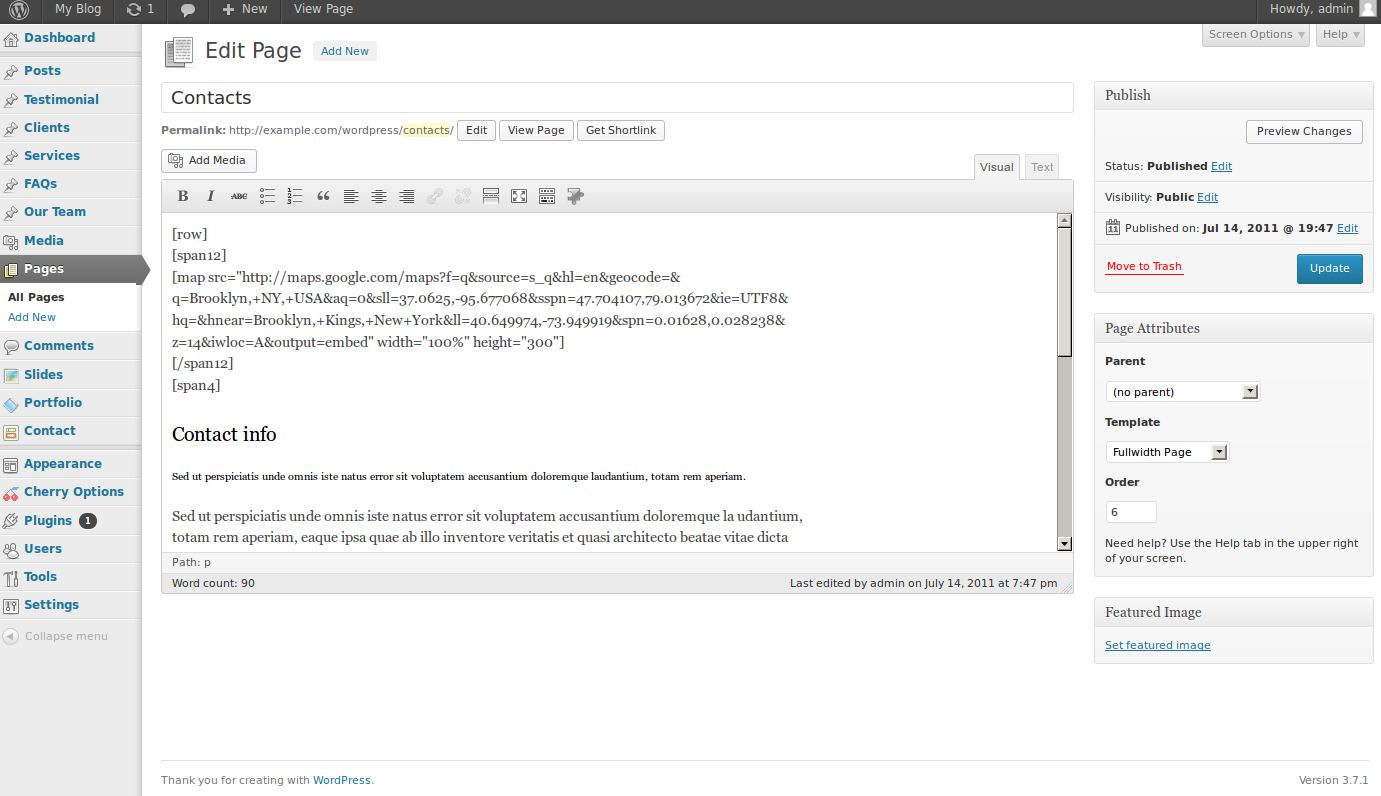 My Blog 1 New View Page Howdy, admin
Dashboard
Posts
Testimonial
Clients
Services
FAQs
Our Team
Media
Pages
All Pages
Add New
Comments
Slides
Portfolio
Contact
Appearance
Cherry Options
Plugins 1
Users
Tools
Settings
Collapse menu
Screen Options Help
Edit Page Add New
Contacts
Permalink: http://example.com/wordpress/contacts/ Edit View Page Get Shortlink
Add Media
Visual Text
B I ABC
[row]
[span12]
[map src="http://maps.google.com/maps?f=q&source=s_q&hl=en&geocode=&
q=Brooklyn,+NY,+USA&aq=0&sll=37.0625,-95.677068&sspn=47.704107,79.013672&ie=UTF8&
hq=&hnear=Brooklyn,+Kings,+New+York&ll=40.649974,-73.949919&spn=0.01628,0.028238&
z=14&iwloc=A&output=embed" width="100%" height="300"]
[/span12]
[span4]
Contact info
Sed ut perspiciatis unde omnis iste natus error sit voluptatem accusantium doloremque laudantium, totam rem aperiam.
Sed ut perspiciatis unde omnis iste natus error sit voluptatem accusantium doloremque la udantium,
totam rem aperiam, eaque ipsa quae ab illo inventore veritatis et quasi architecto beatae vitae dicta
Path: p
Word count: 90 Last edited by admin on July 14, 2011 at 7:47 pm
Publish
Preview Changes
Status: Published Edit
Visibility: Public Edit
11 Published on: Jul 14, 2011 @ 19:47 Edit
Move to Trash Update
Page Attributes
Parent
(no parent)
Template
Fullwidth Page
Order
6
Need help? Use the Help tab in the upper right
of your screen.
Featured Image
Set featured image
Thank you for creating with WordPress. Version 3.7.1